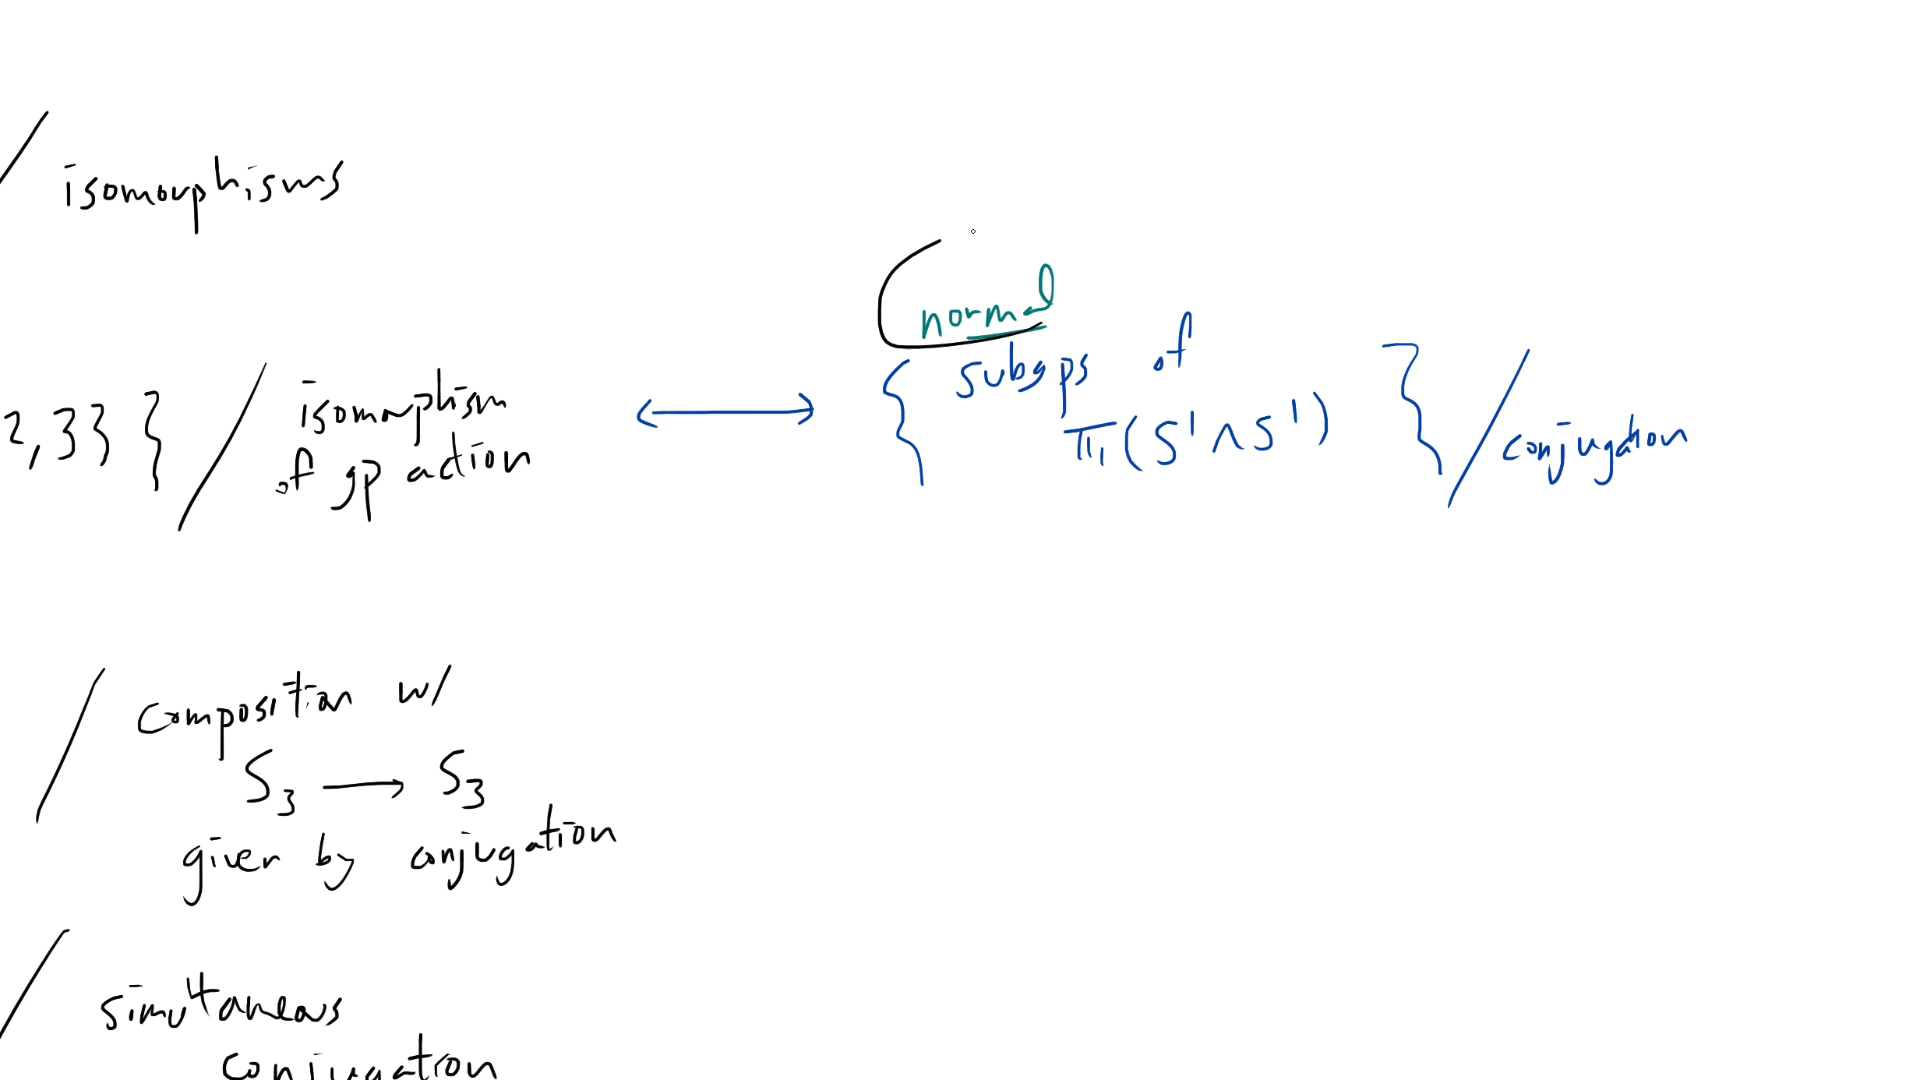 / isomorphisms
normal
2,3} } / isomorphism of gp action ⟷ { subgps of π₁(S¹∧S¹) } / conjugation
/ composition w/
S₃ ⟶ S₃
given by conjugation
/ simultaneous
conjugation